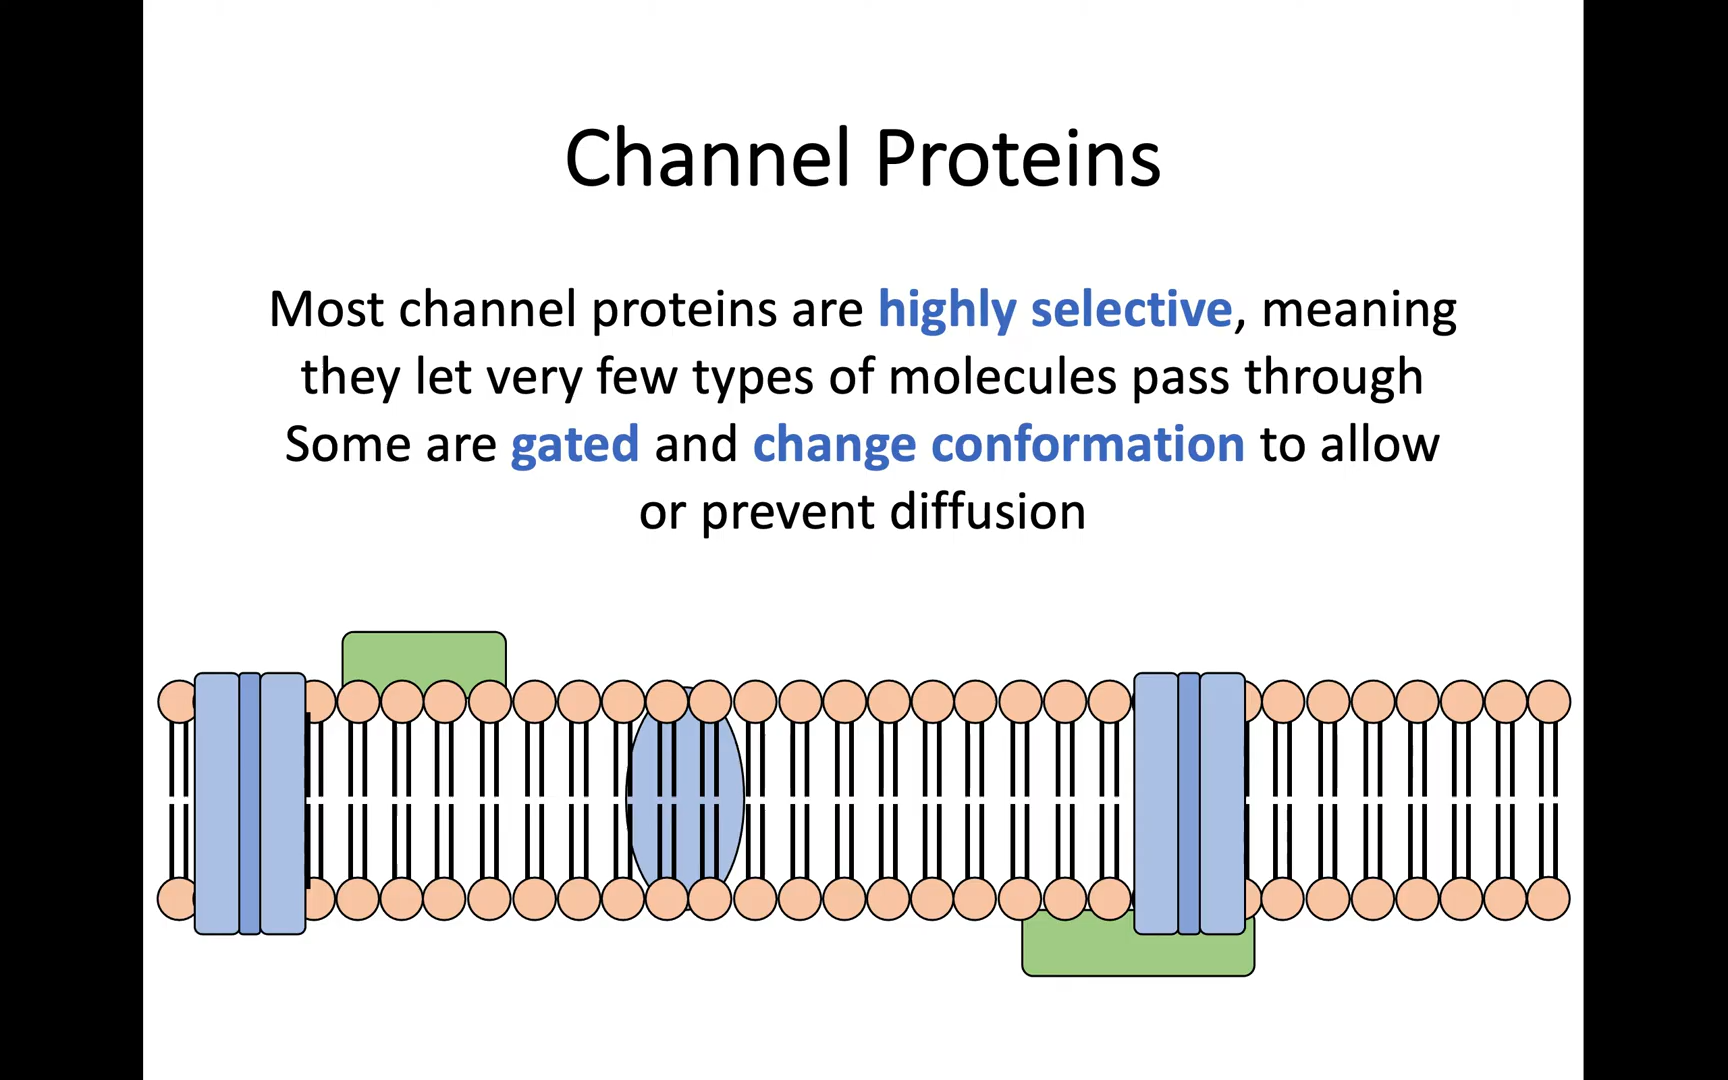 Channel Proteins
Most channel proteins are highly selective, meaning
they let very few types of molecules pass through
Some are gated and change conformation to allow
or prevent diffusion